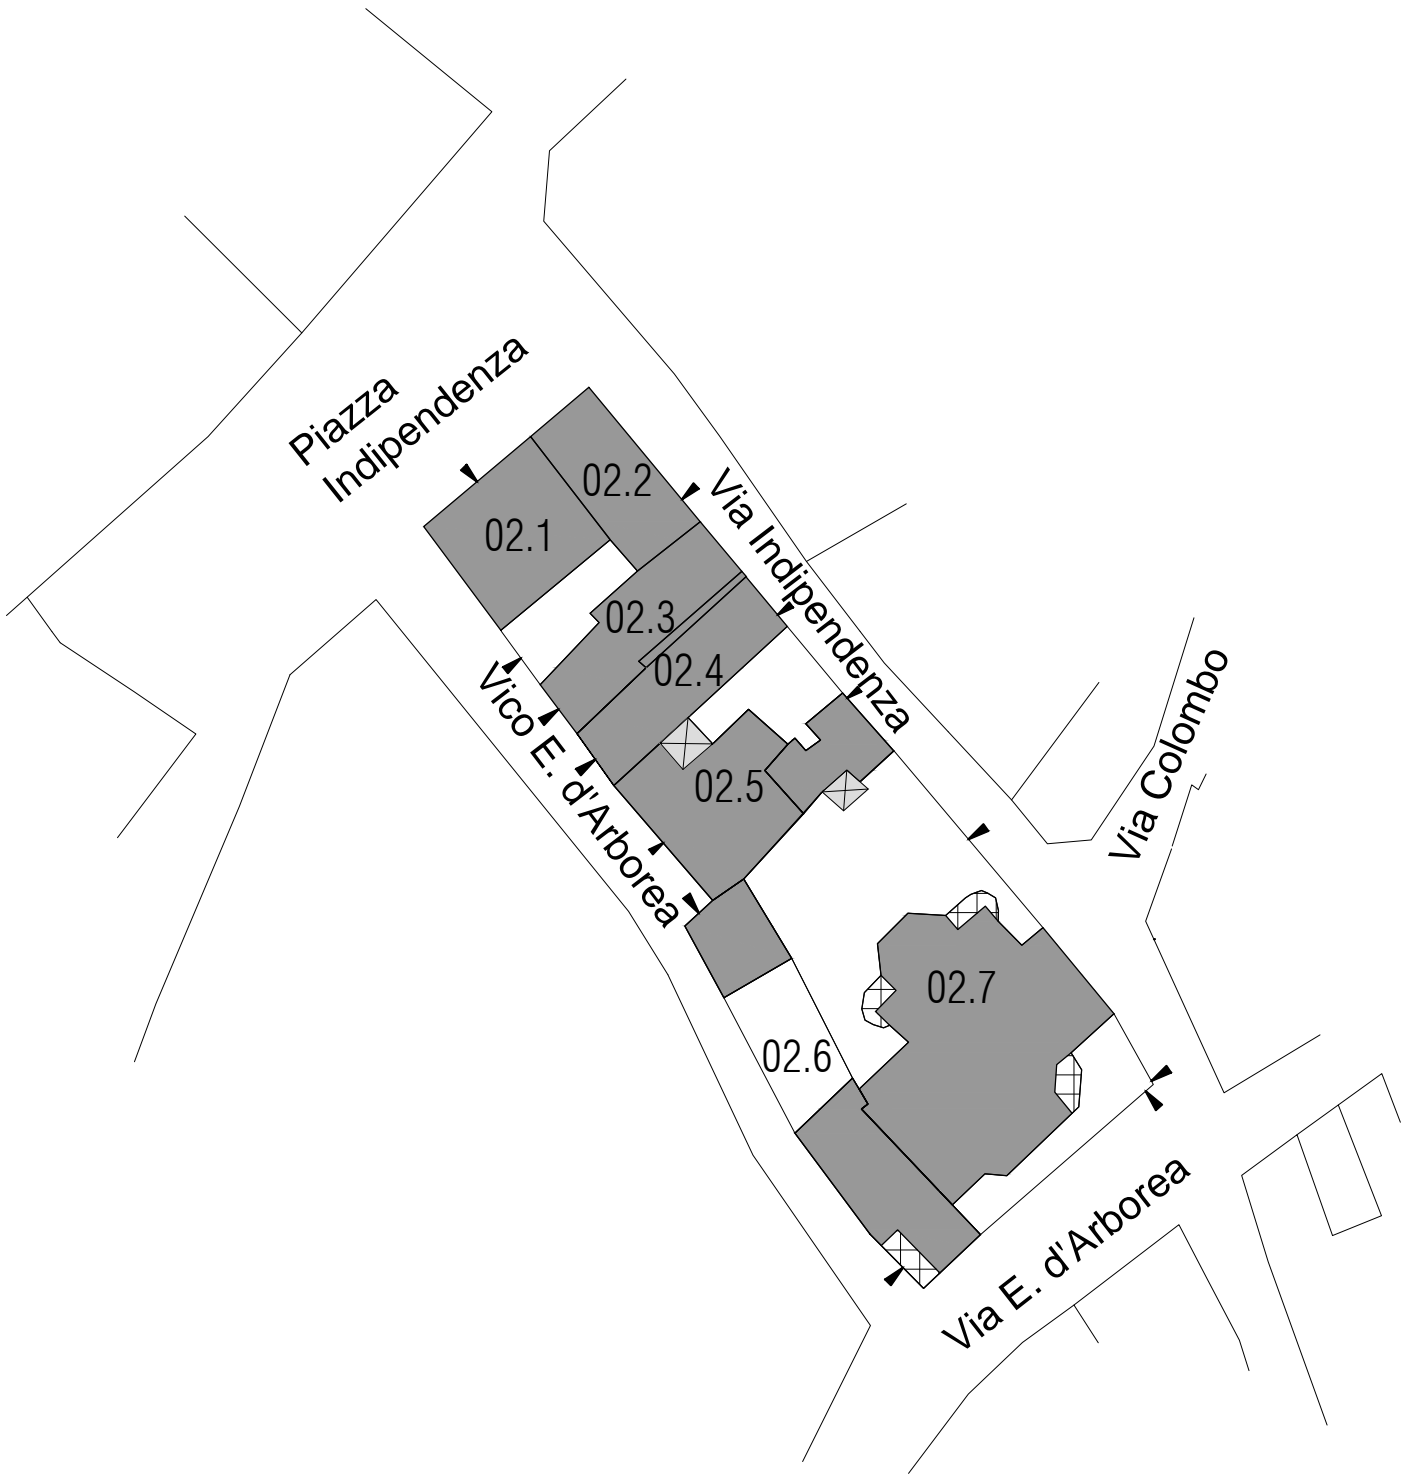 Piazza
Indipendenza
02.2
02.1
Via Indipendenza
02.3
02.4
Vico E. d'Arborea
02.5
Via Colombo
02.7
02.6
Via E. d'Arborea